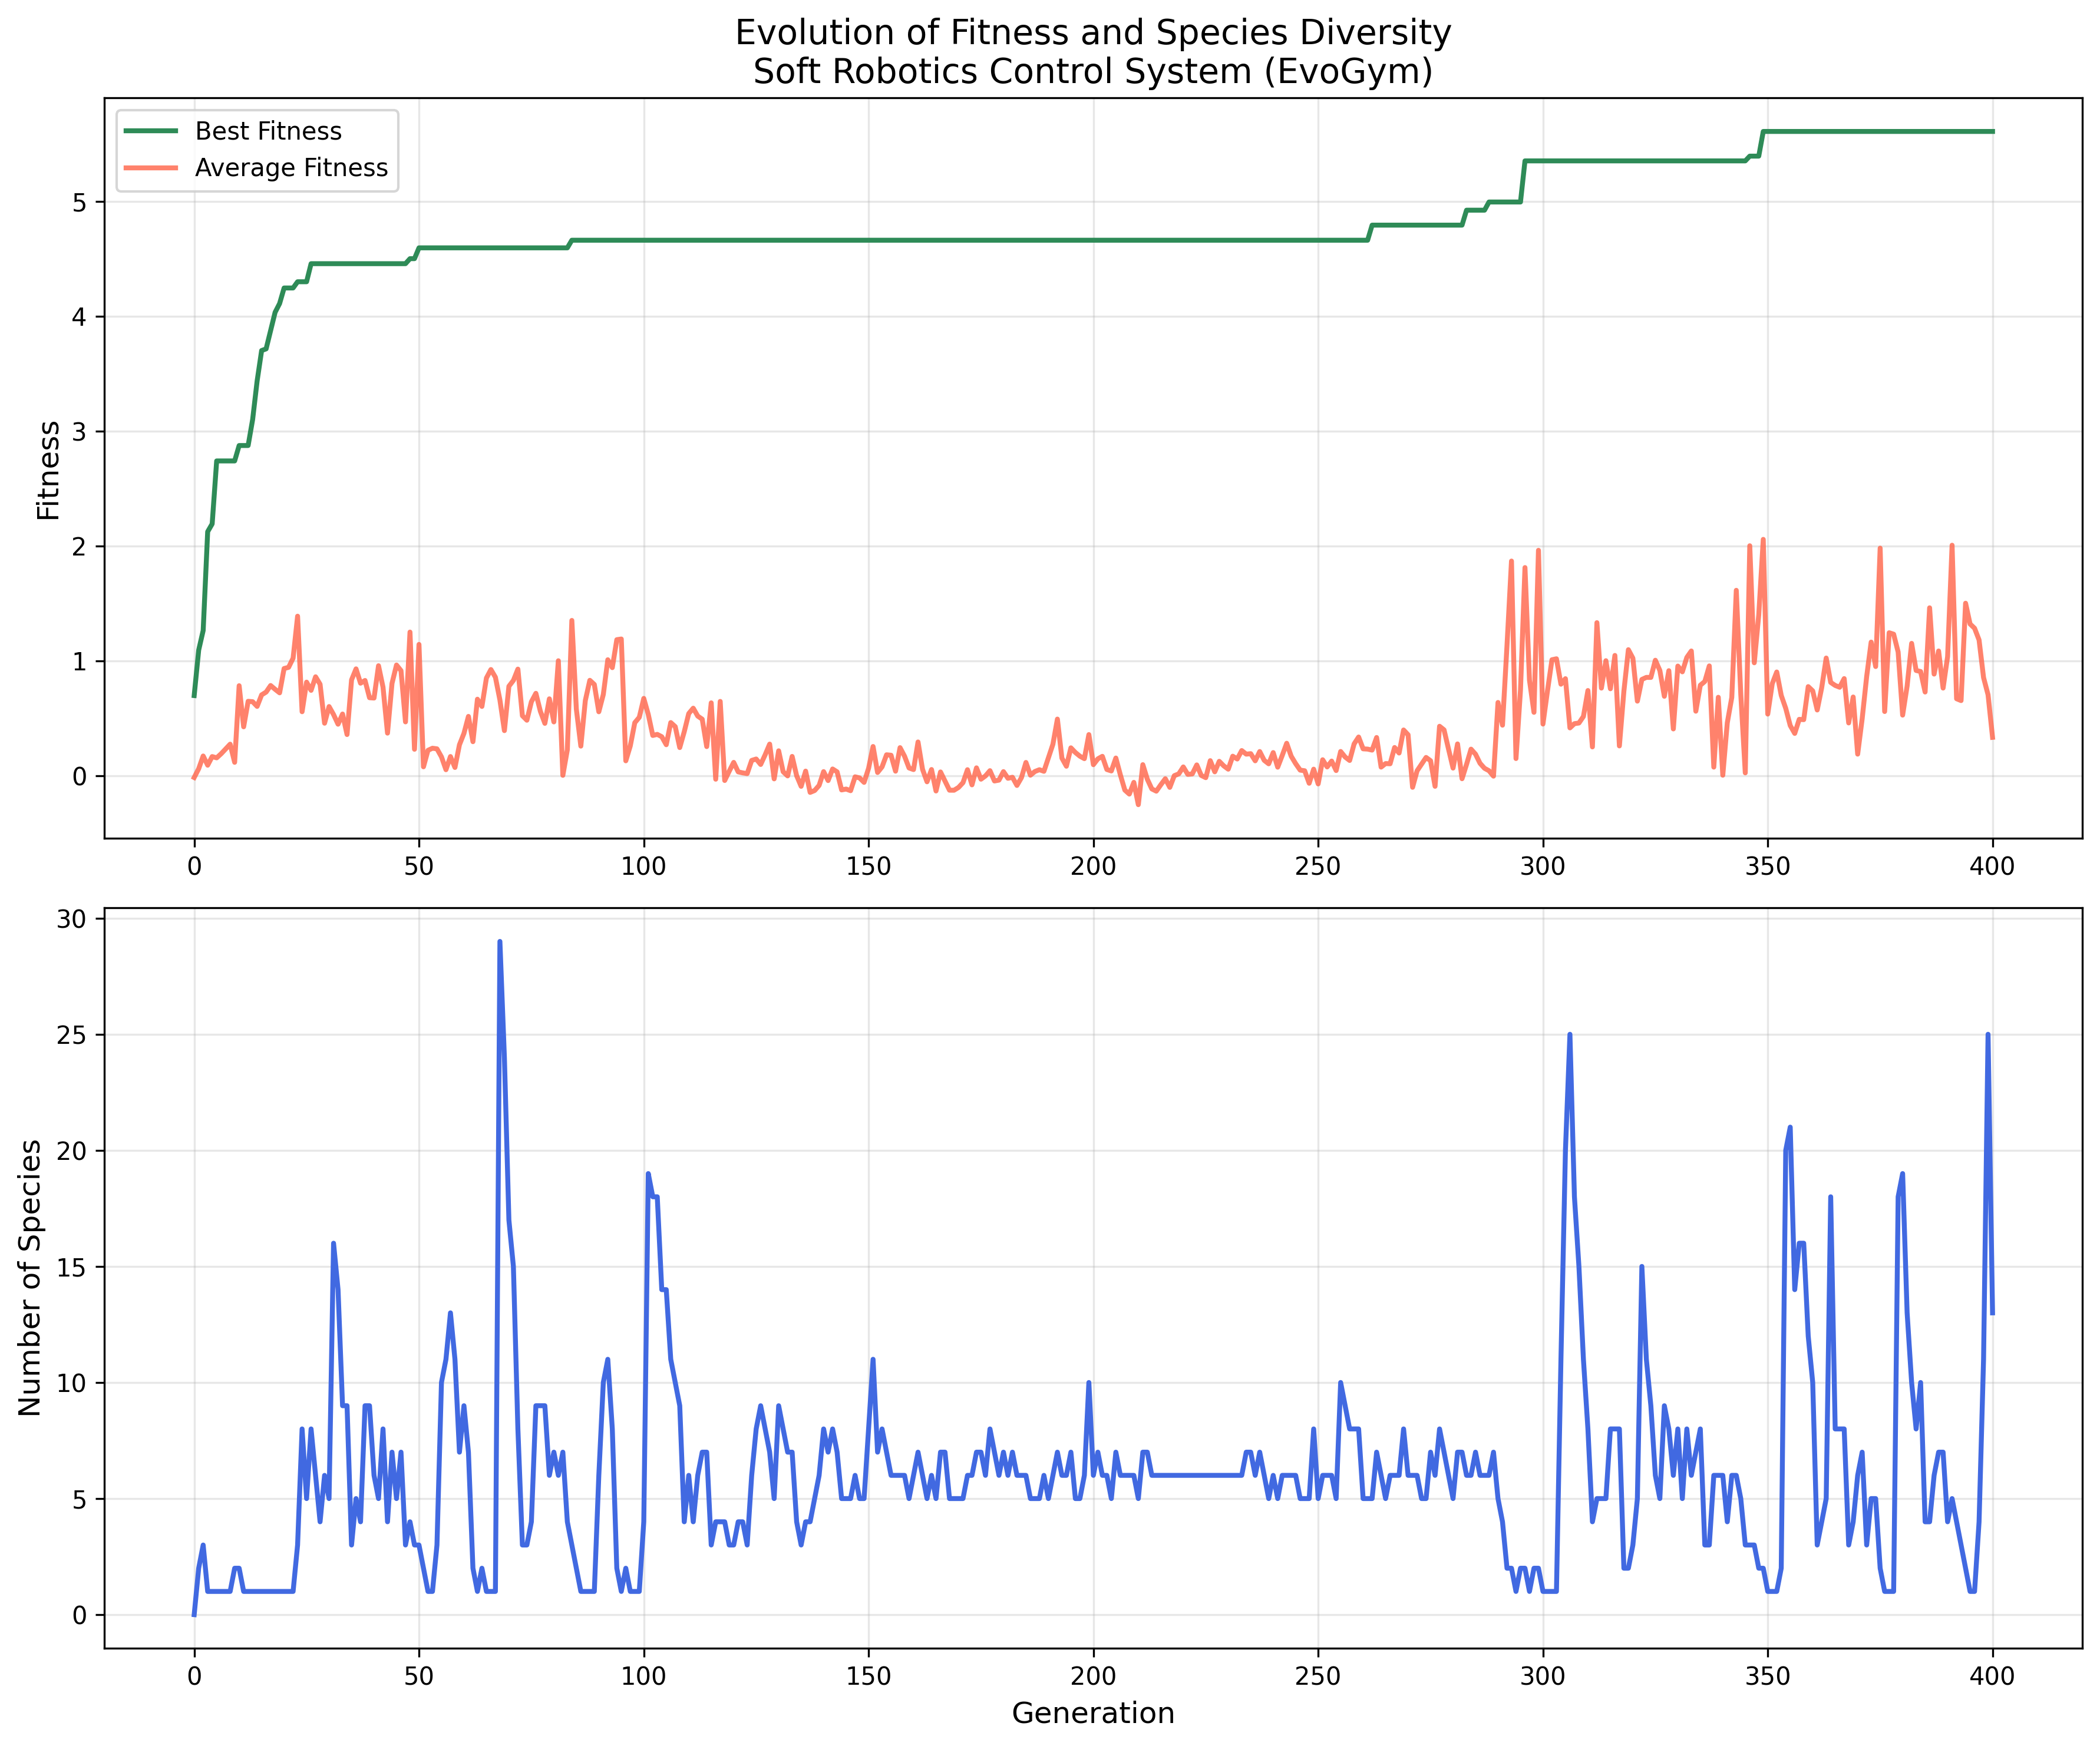 Evolution of Fitness and Species Diversity
Soft Robotics Control System (EvoGym)
Best Fitness
Average Fitness
Fitness
5
4
3
2
1
0
0 50 100 150 200 250 300 350 400
Number of Species
30
25
20
15
10
5
0
0 50 100 150 200 250 300 350 400
Generation